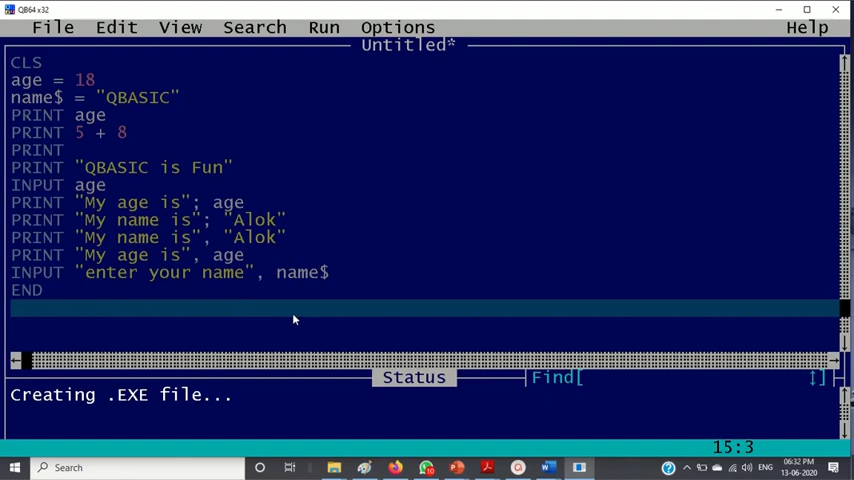 QB64 x32
File Edit View Search Run Options Help
Untitled*
CLS
age = 18
name$ = "QBASIC"
PRINT age
PRINT 5 + 8
PRINT
PRINT "QBASIC is Fun"
INPUT age
PRINT "My age is"; age
PRINT "My name is"; "Alok"
PRINT "My name is", "Alok"
PRINT "My age is", age
INPUT "enter your name", name$
END
Status Find[ ]
Creating .EXE file...
15:3
Search
10
ENG
06:32 PM
13-06-2020